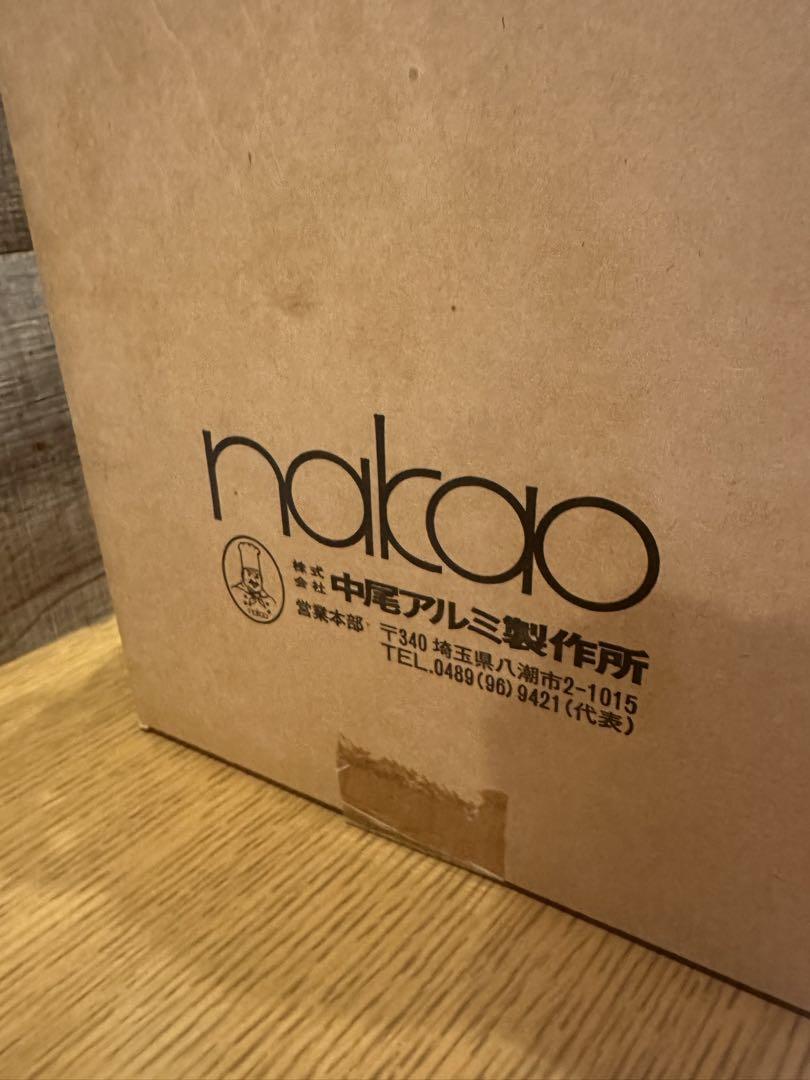 nakao
株式会社 中尾アルミ製作所
営業本部 〒340 埼玉県八潮市2-1015
TEL.0489(96)9421(代表)